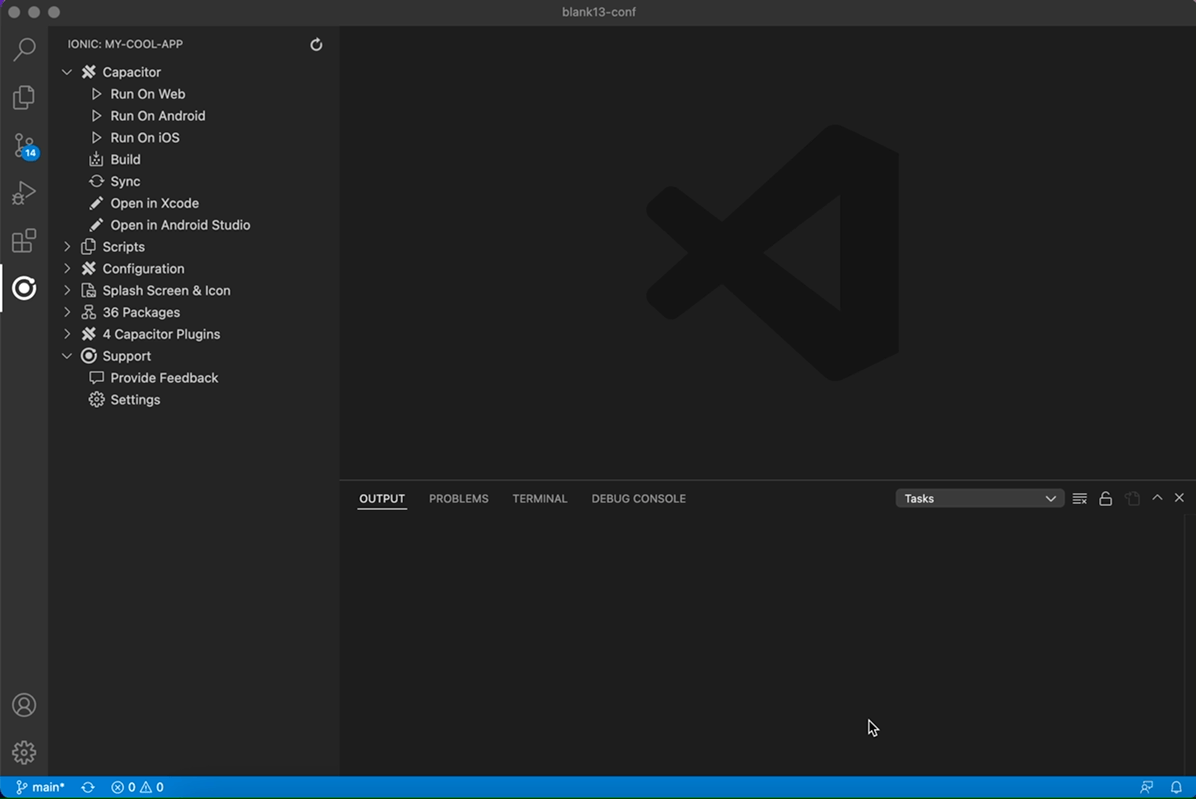 blank13-conf
IONIC: MY-COOL-APP
Capacitor
Run On Web
Run On Android
Run On iOS
Build
Sync
Open in Xcode
Open in Android Studio
Scripts
Configuration
Splash Screen & Icon
36 Packages
4 Capacitor Plugins
Support
Provide Feedback
Settings
14
OUTPUT PROBLEMS TERMINAL DEBUG CONSOLE Tasks
main* 0 0